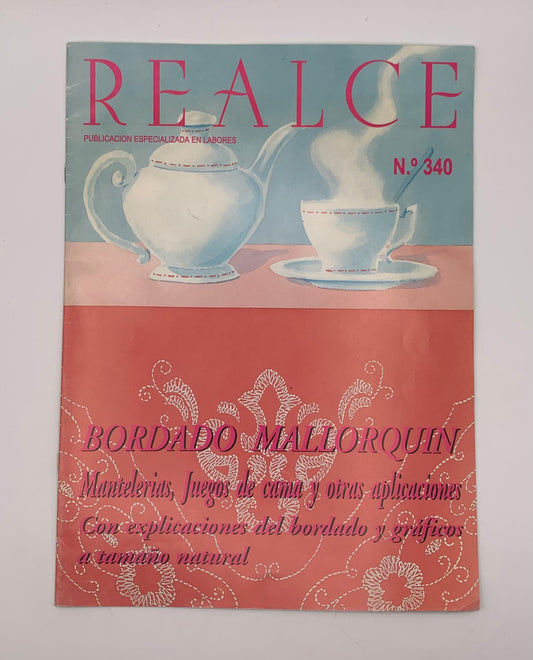 REALCE
PUBLICACION ESPECIALIZADA EN LABORES
N.º 340
BORDADO MALLORQUIN
Mantelerias, Juegos de cama y otras aplicaciones
Con explicaciones del bordado y gráficos
a tamaño natural